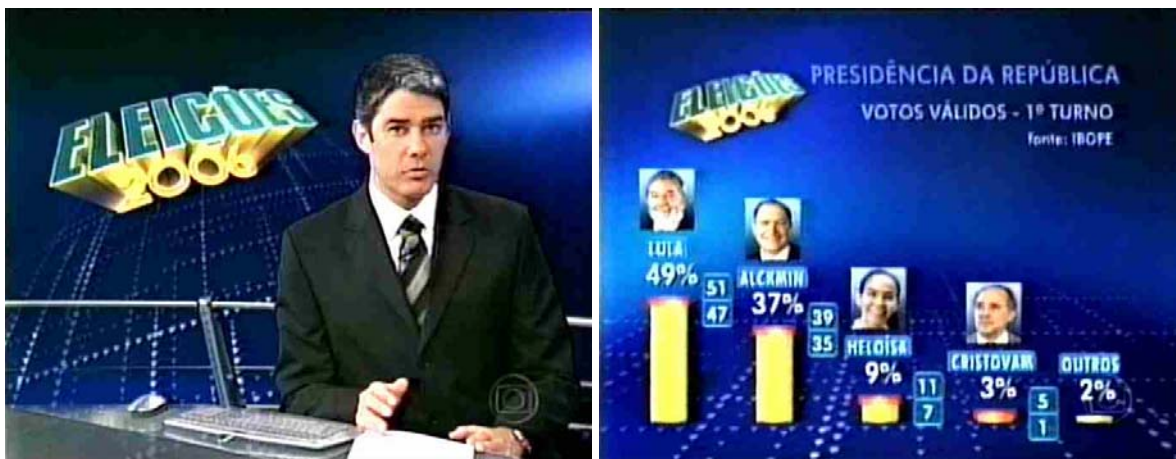 ELEIÇÕES
2006
ELEIÇÕES
2006
PRESIDÊNCIA DA REPÚBLICA
VOTOS VÁLIDOS - 1º TURNO
fonte: IBOPE
LULA
49%
51
47
ALCKMIN
37%
39
35
HELOÍSA
9%
11
7
CRISTOVAM
3%
5
1
OUTROS
2%